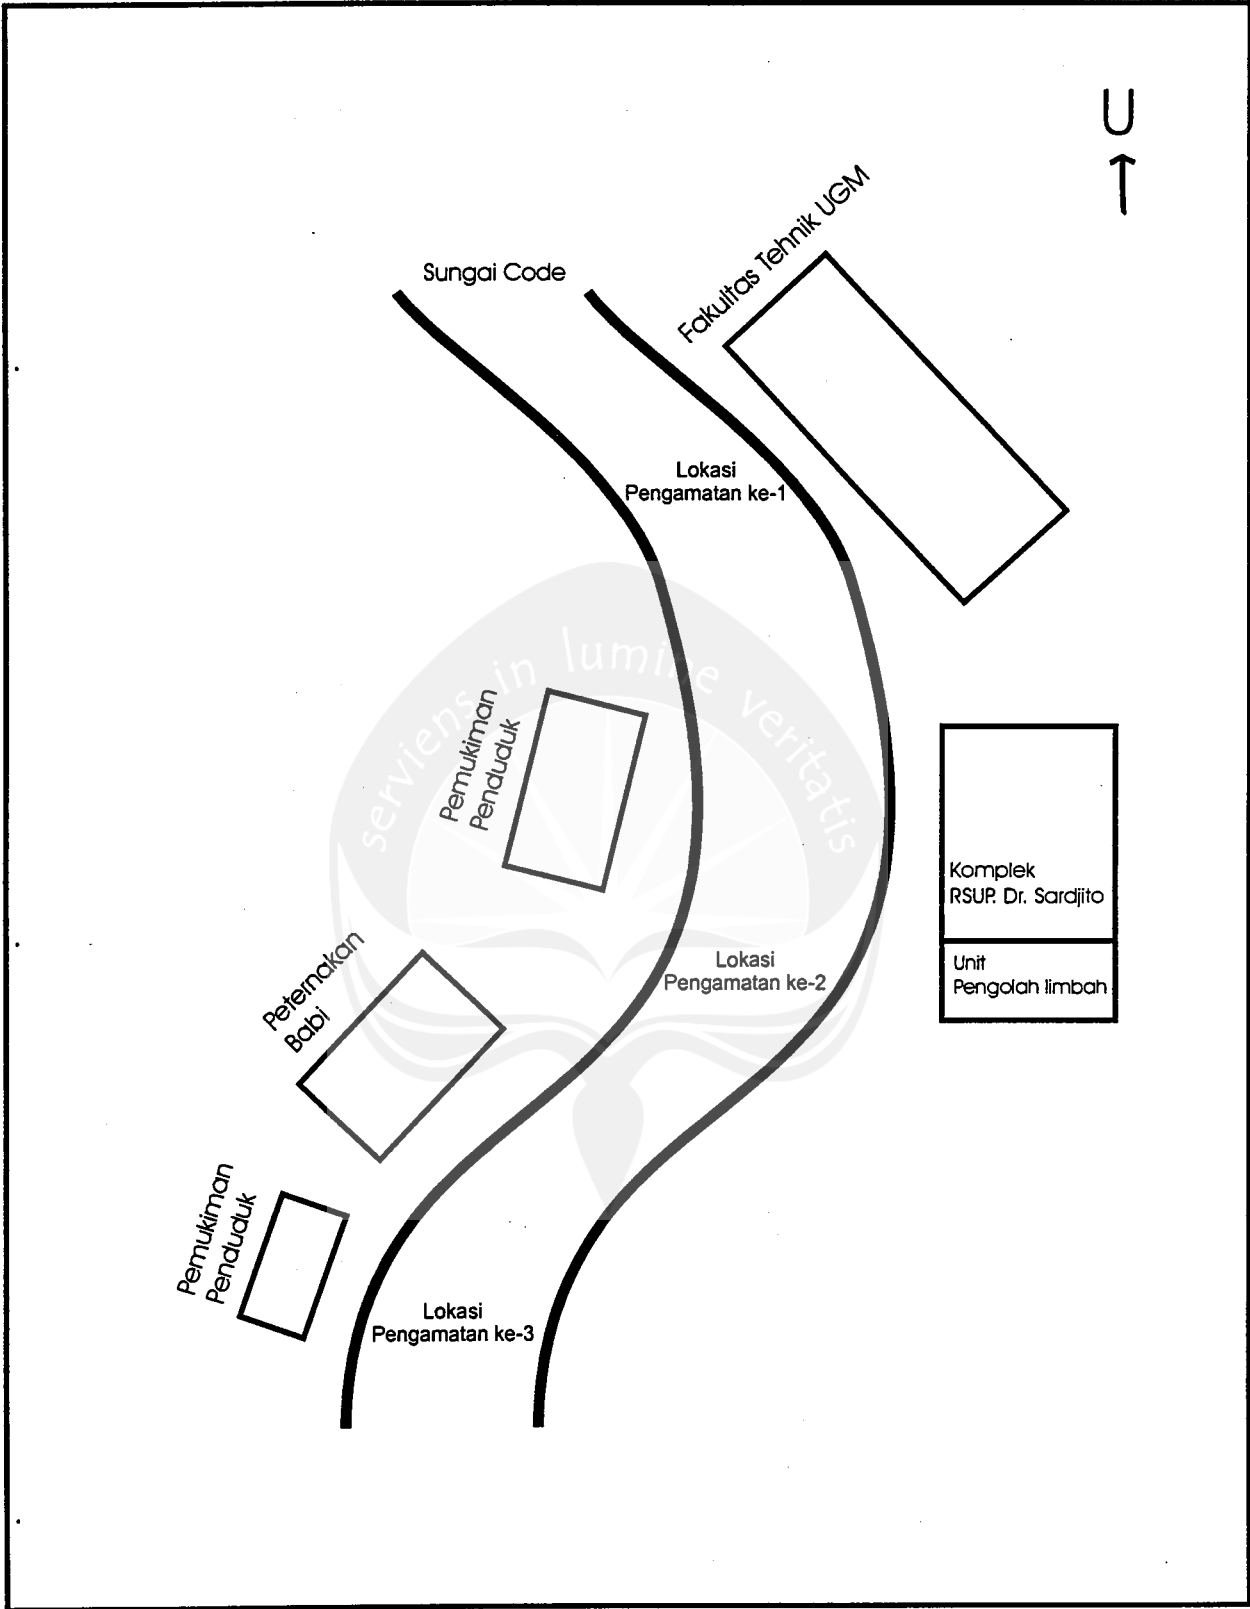 U
Sungai Code
Fakultas Tehnik UGM
Lokasi
Pengamatan ke-1
serviens in lumine veritatis
Pemukiman
Penduduk
Komplek
RSUP. Dr. Sardjito
Unit
Pengolah limbah
Lokasi
Pengamatan ke-2
Peternakan
Babi
Pemukiman
Penduduk
Lokasi
Pengamatan ke-3